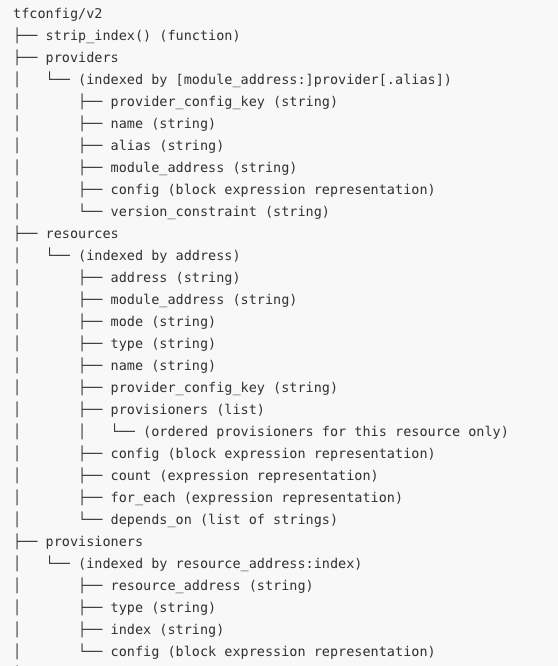 tfconfig/v2
├── strip_index() (function)
├── providers
│   └── (indexed by [module_address:]provider[.alias])
│       ├── provider_config_key (string)
│       ├── name (string)
│       ├── alias (string)
│       ├── module_address (string)
│       ├── config (block expression representation)
│       └── version_constraint (string)
├── resources
│   └── (indexed by address)
│       ├── address (string)
│       ├── module_address (string)
│       ├── mode (string)
│       ├── type (string)
│       ├── name (string)
│       ├── provider_config_key (string)
│       ├── provisioners (list)
│       │   └── (ordered provisioners for this resource only)
│       ├── config (block expression representation)
│       ├── count (expression representation)
│       ├── for_each (expression representation)
│       └── depends_on (list of strings)
├── provisioners
│   └── (indexed by resource_address:index)
│       ├── resource_address (string)
│       ├── type (string)
│       ├── index (string)
│       └── config (block expression representation)